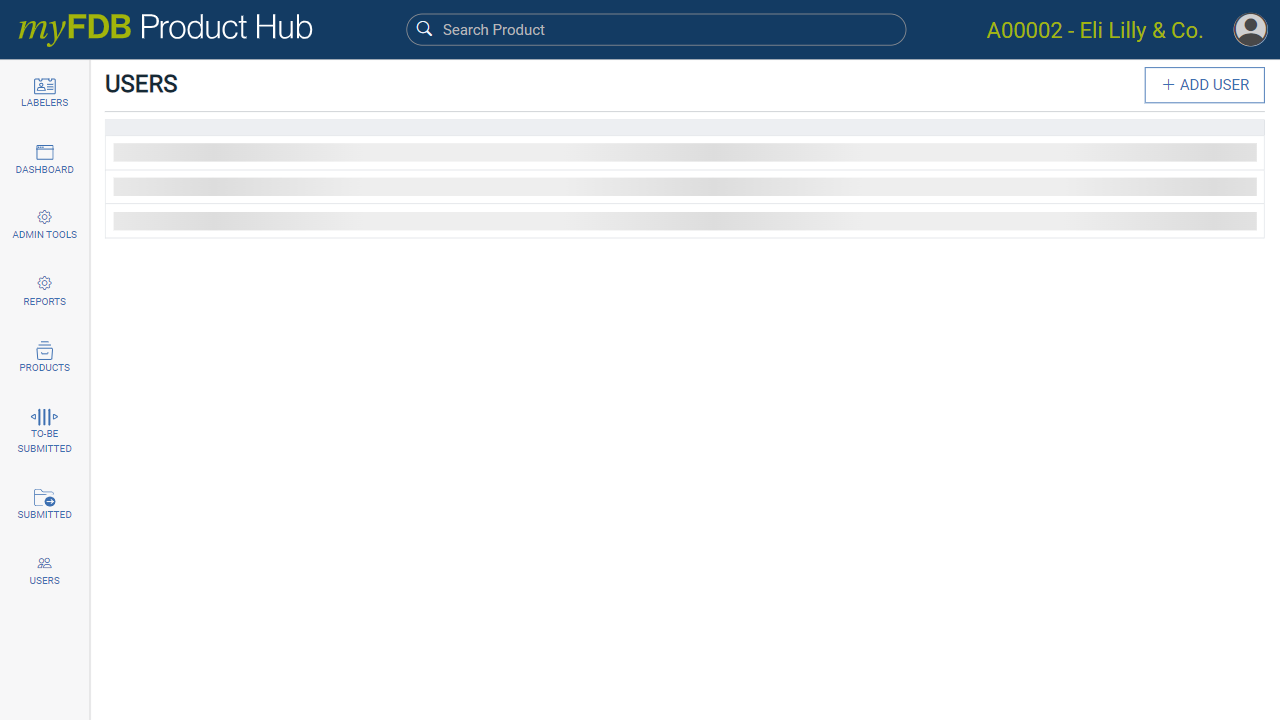 myFDB Product Hub
Search Product
A00002 - Eli Lilly & Co.
USERS
ADD USER
LABELERS
DASHBOARD
ADMIN TOOLS
REPORTS
PRODUCTS
TO-BE
SUBMITTED
SUBMITTED
USERS